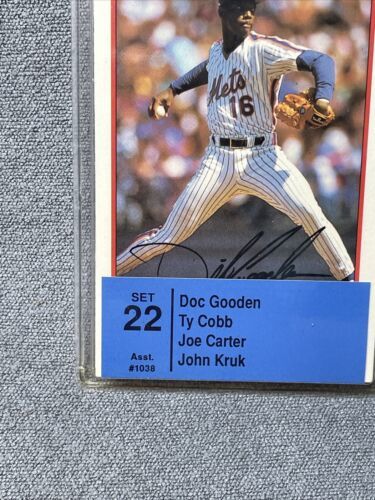 Mets
16
SET
22
Asst.
#1038
Doc Gooden
Ty Cobb
Joe Carter
John Kruk